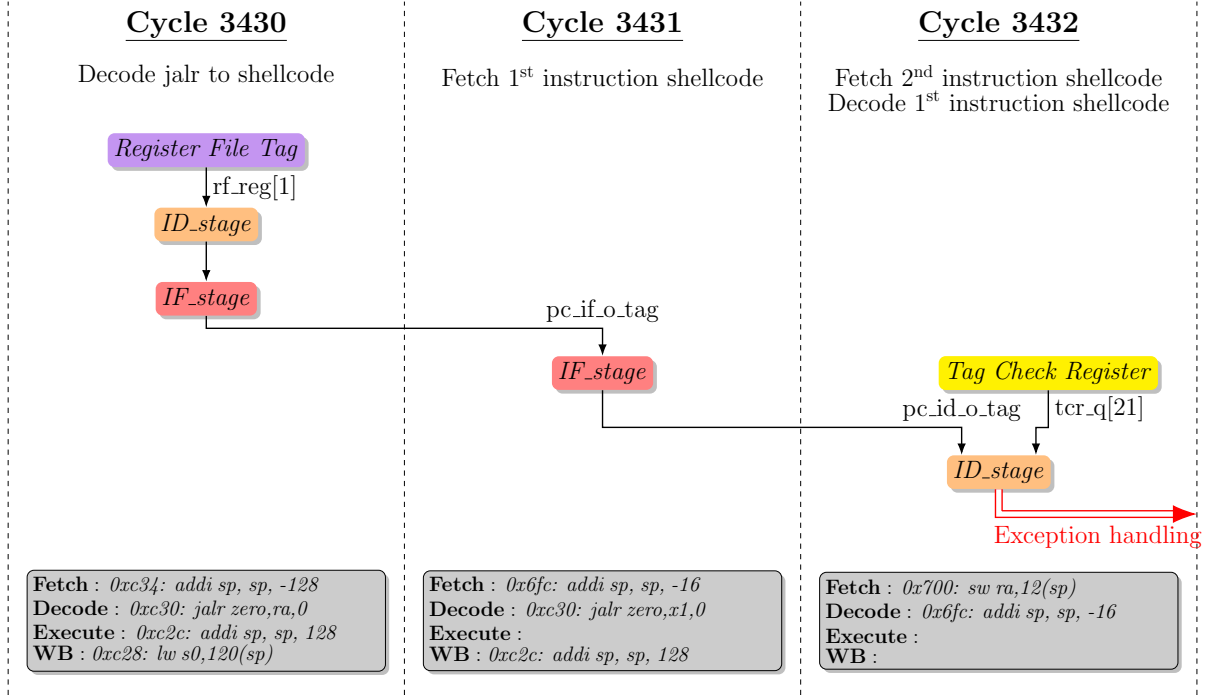 Cycle 3430
Decode jalr to shellcode
Register File Tag
rf_reg[1]
ID_stage
IF_stage
Fetch : 0xc34: addi sp, sp, -128
Decode : 0xc30: jalr zero,ra,0
Execute : 0xc2c: addi sp, sp, 128
WB : 0xc28: lw s0,120(sp)
Cycle 3431
Fetch 1st instruction shellcode
pc_if_o_tag
IF_stage
Fetch : 0x6fc: addi sp, sp, -16
Decode : 0xc30: jalr zero,x1,0
Execute :
WB : 0xc2c: addi sp, sp, 128
Cycle 3432
Fetch 2nd instruction shellcode
Decode 1st instruction shellcode
Tag Check Register
pc_id_o_tag
tcr_q[21]
ID_stage
Exception handling
Fetch : 0x700: sw ra,12(sp)
Decode : 0x6fc: addi sp, sp, -16
Execute :
WB :